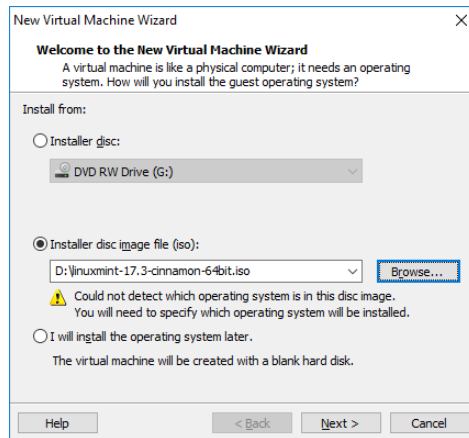 New Virtual Machine Wizard
Welcome to the New Virtual Machine Wizard
A virtual machine is like a physical computer; it needs an operating
system. How will you install the guest operating system?
Install from:
Installer disc:
DVD RW Drive (G:)
Installer disc image file (iso):
D:\linuxmint-17.3-cinnamon-64bit.iso
Browse...
Could not detect which operating system is in this disc image.
You will need to specify which operating system will be installed.
I will install the operating system later.
The virtual machine will be created with a blank hard disk.
Help
< Back
Next >
Cancel